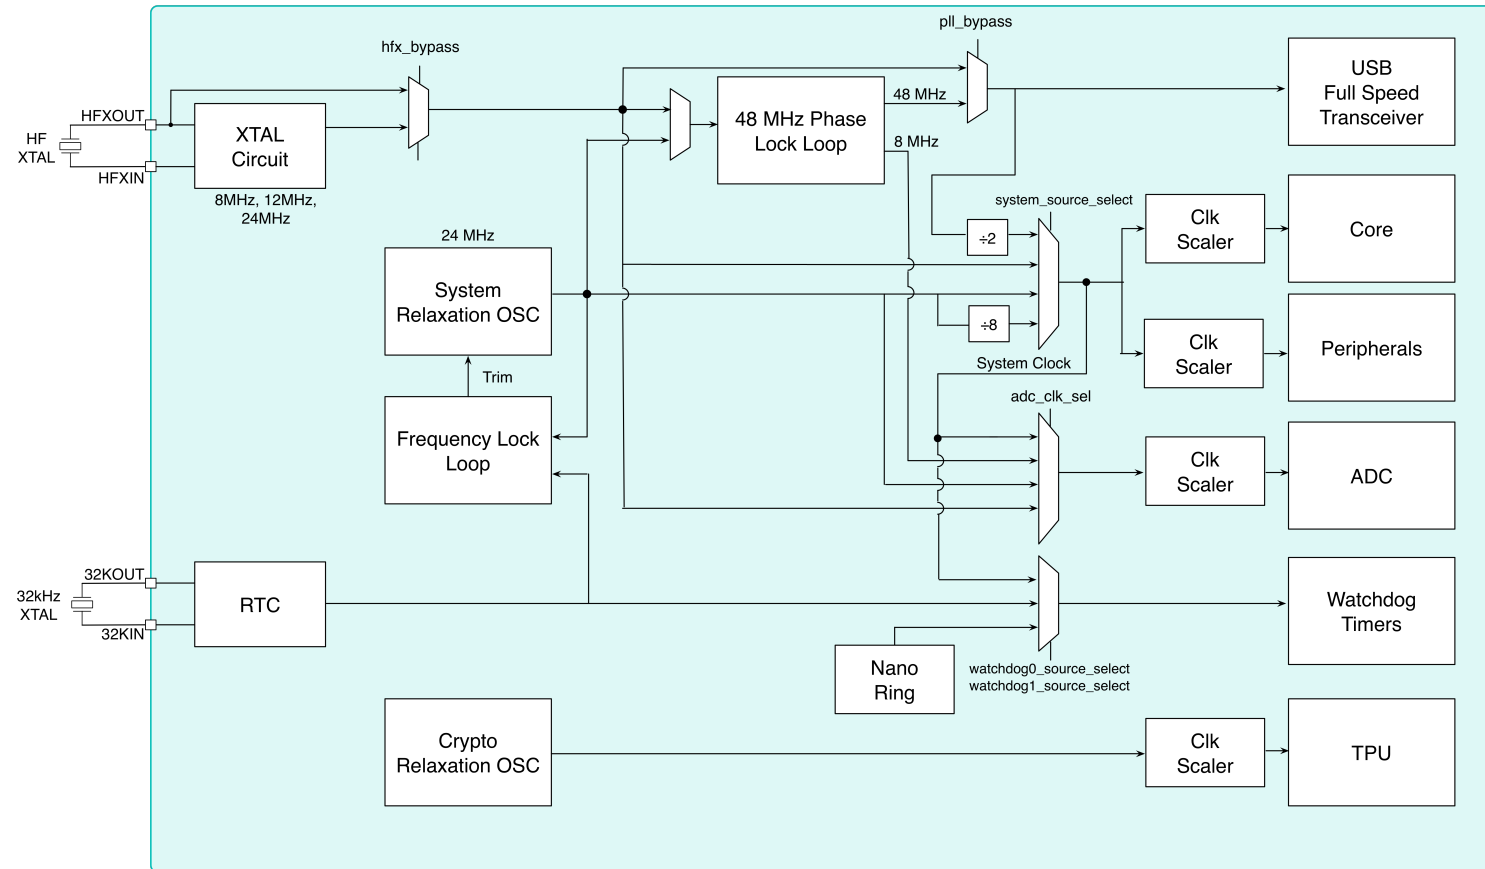 pll_bypass
hfx_bypass
USB
Full Speed
Transceiver
HFXOUT
HF
XTAL
HFXIN
XTAL
Circuit
8MHz, 12MHz,
24MHz
48 MHz Phase
Lock Loop
48 MHz
8 MHz
system_source_select
÷2
÷8
Clk
Scaler
Core
24 MHz
System
Relaxation OSC
Clk
Scaler
Peripherals
System Clock
Trim
adc_clk_sel
Frequency Lock
Loop
Clk
Scaler
ADC
32KOUT
32kHz
XTAL
32KIN
RTC
Watchdog
Timers
Nano
Ring
watchdog0_source_select
watchdog1_source_select
Crypto
Relaxation OSC
Clk
Scaler
TPU